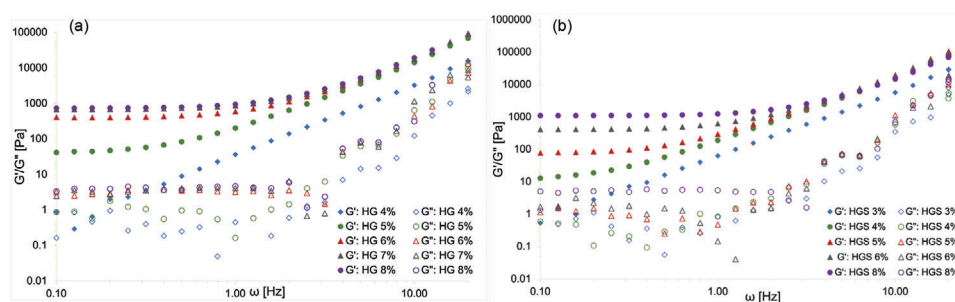 (a)
G'/G'' [Pa]
100000
10000
1000
100
10
1
0.1
0.01
0.10
1.00
10.00
ω [Hz]
G': HG 4%
G'': HG 4%
G': HG 5%
G'': HG 5%
G': HG 6%
G'': HG 6%
G': HG 7%
G'': HG 7%
G': HG 8%
G'': HG 8%
(b)
G'/G'' [Pa]
1000000
100000
10000
1000
100
10
1
0.1
0.01
0.10
1.00
10.00
ω [Hz]
G': HGS 3%
G'': HGS 3%
G': HGS 4%
G'': HGS 4%
G': HGS 5%
G'': HGS 5%
G': HGS 6%
G'': HGS 6%
G': HGS 8%
G'': HGS 8%